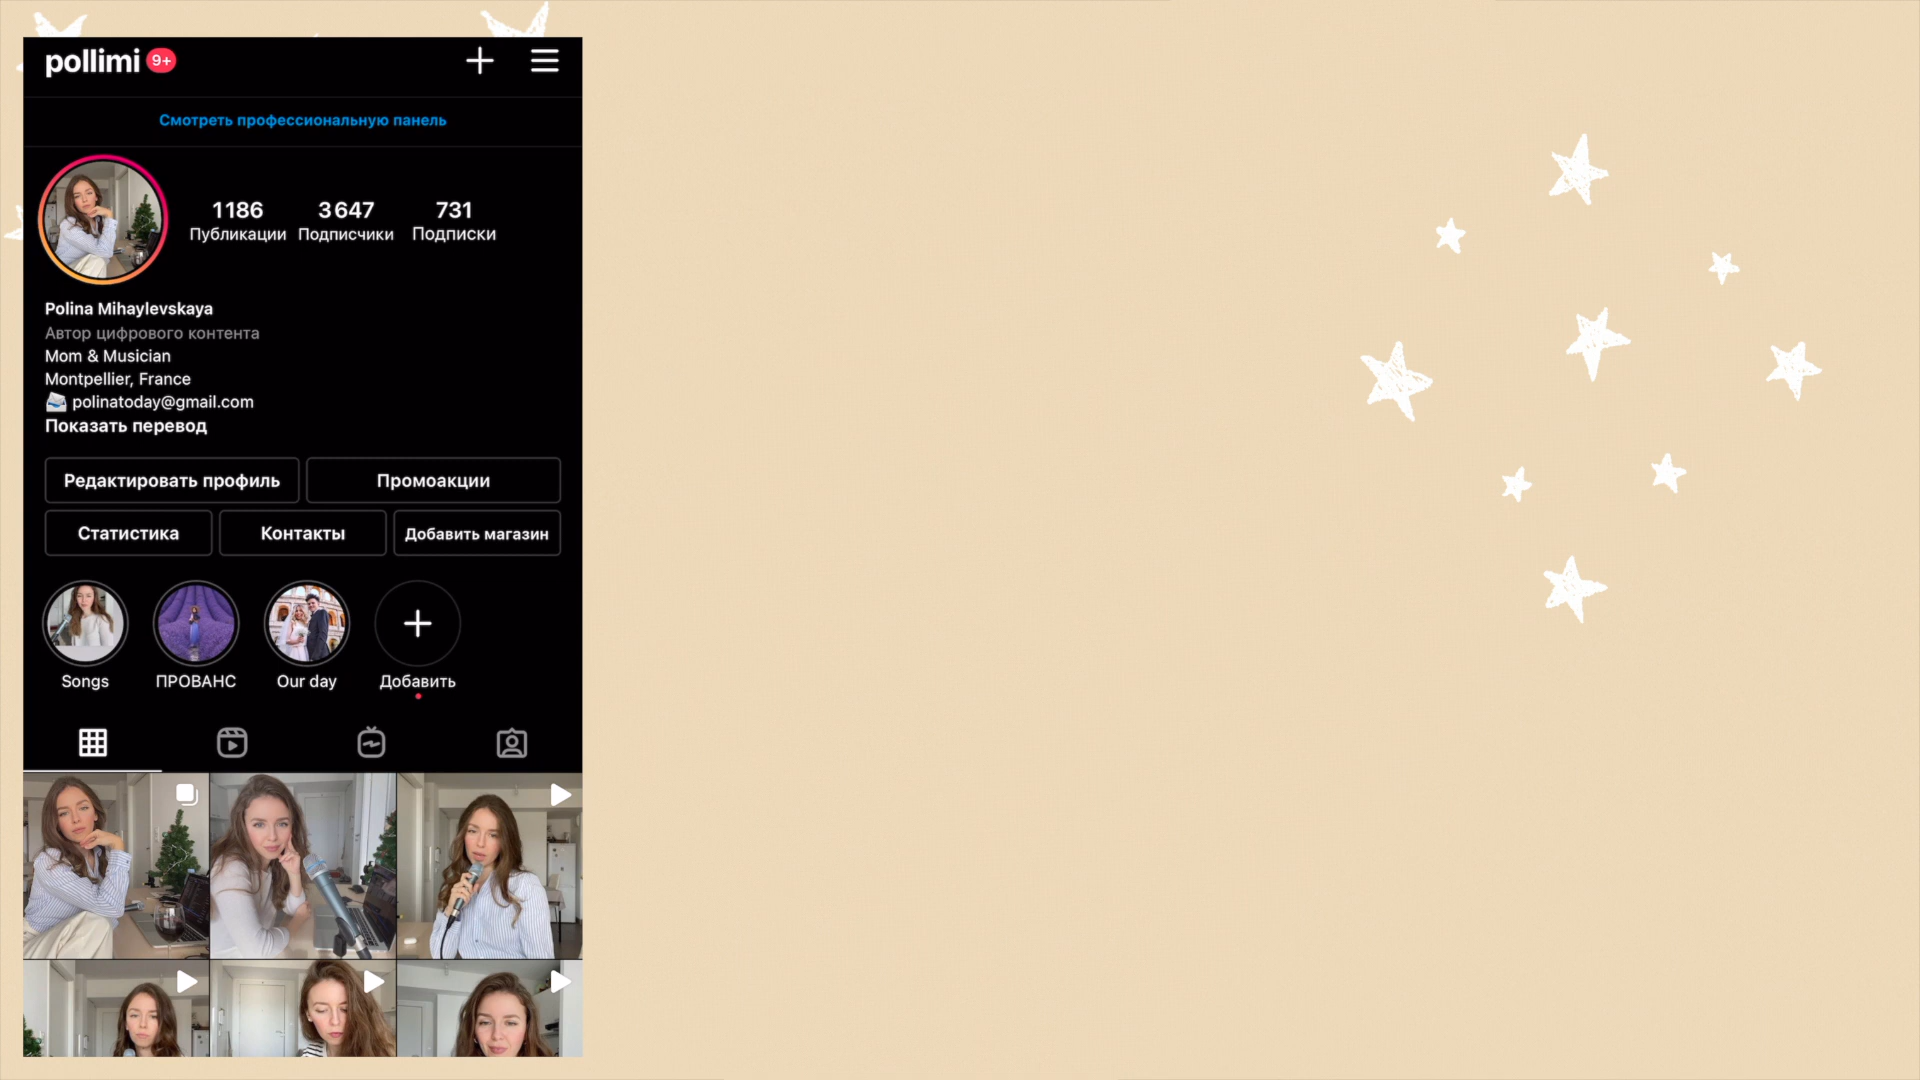 pollimi 9+
Смотреть профессиональную панель
1186 3647 731
Публикации Подписчики Подписки
Polina Mihaylevskaya
Автор цифрового контента
Mom & Musician
Montpellier, France
polinatoday@gmail.com
Показать перевод
Редактировать профиль Промоакции
Статистика Контакты Добавить магазин
Songs ПРОВАНС Our day Добавить